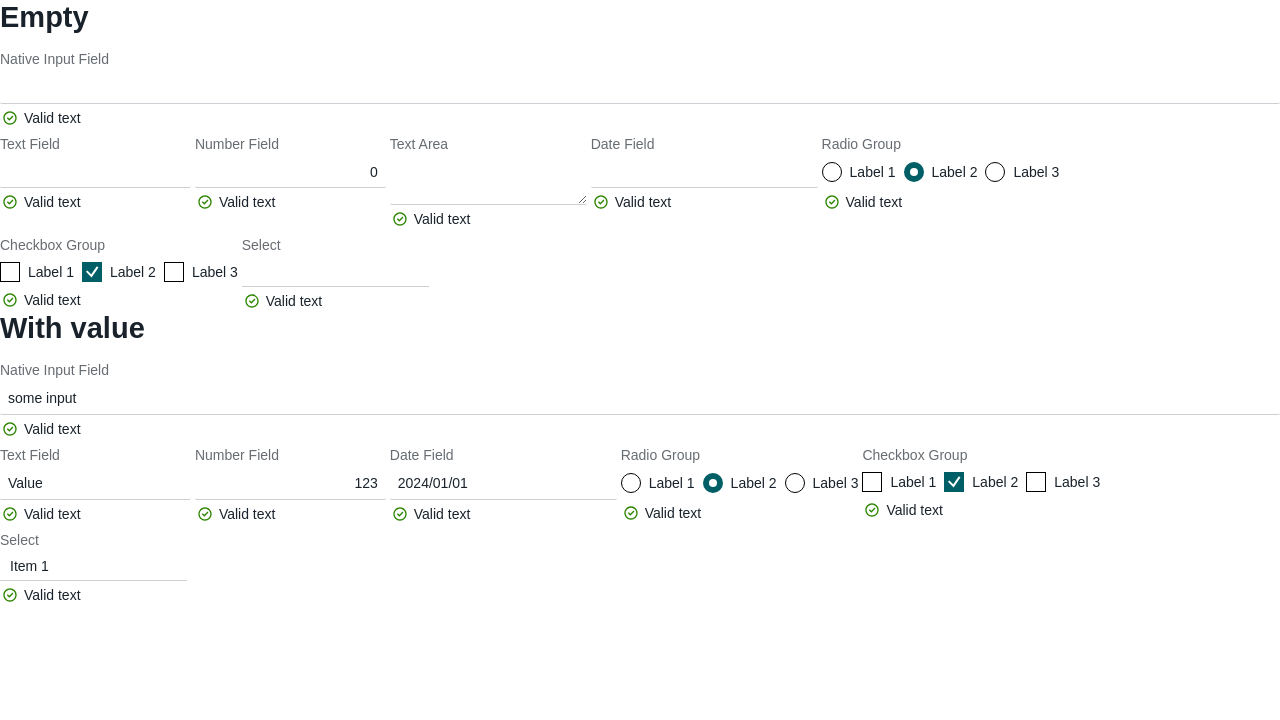 Empty
Native Input Field
Valid text
Text Field Number Field Text Area Date Field Radio Group
0 Label 1 Label 2 Label 3
Valid text Valid text Valid text Valid text
Valid text
Checkbox Group Select
Label 1 Label 2 Label 3
Valid text Valid text
With value
Native Input Field
some input
Valid text
Text Field Number Field Date Field Radio Group Checkbox Group
Value 123 2024/01/01 Label 1 Label 2 Label 3 Label 1 Label 2 Label 3
Valid text Valid text Valid text Valid text Valid text
Select
Item 1
Valid text